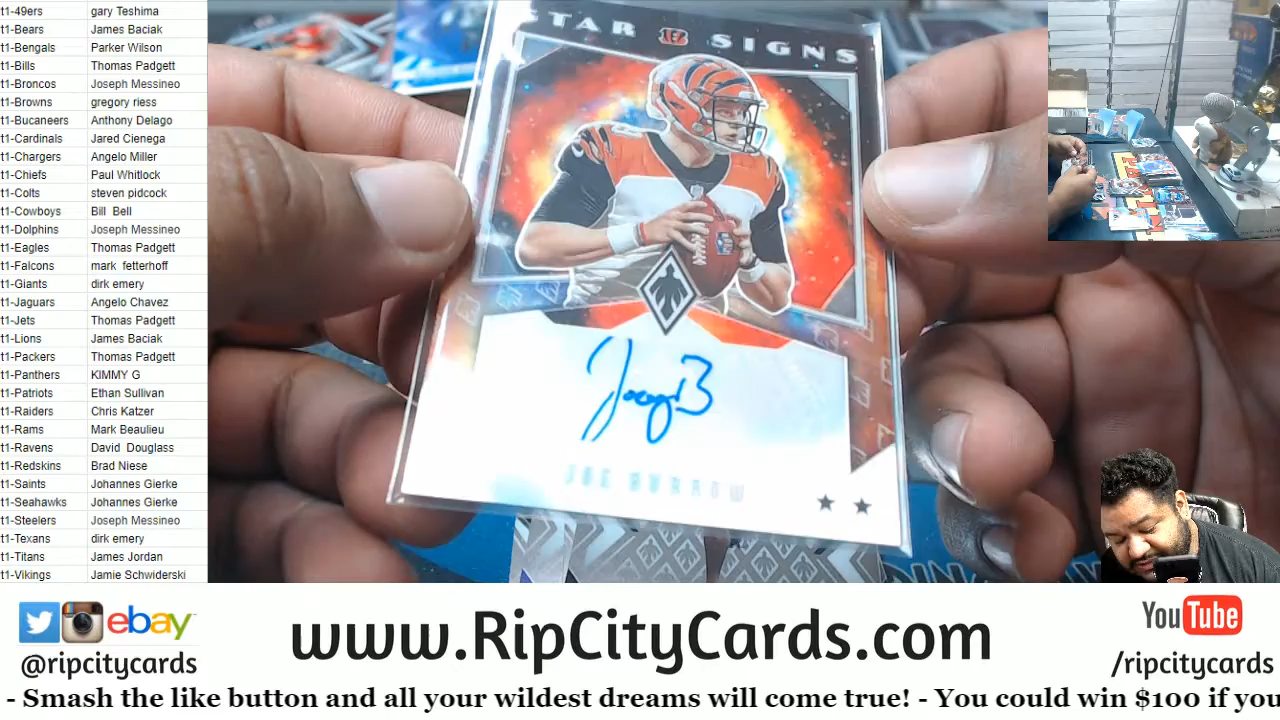 t1-49ers gary Teshima
t1-Bears James Baciak
t1-Bengals Parker Wilson
t1-Bills Thomas Padgett
t1-Broncos Joseph Messineo
t1-Browns gregory riess
t1-Bucaneers Anthony Delago
t1-Cardinals Jared Cienega
t1-Chargers Angelo Miller
t1-Chiefs Paul Whitlock
t1-Colts steven pidcock
t1-Cowboys Bill Bell
t1-Dolphins Joseph Messineo
t1-Eagles Thomas Padgett
t1-Falcons mark fetterhoff
t1-Giants dirk emery
t1-Jaguars Angelo Chavez
t1-Jets Thomas Padgett
t1-Lions James Baciak
t1-Packers Thomas Padgett
t1-Panthers KIMMY G
t1-Patriots Ethan Sullivan
t1-Raiders Chris Katzer
t1-Rams Mark Beaulieu
t1-Ravens David Douglass
t1-Redskins Brad Niese
t1-Saints Johannes Gierke
t1-Seahawks Johannes Gierke
t1-Steelers Joseph Messineo
t1-Texans dirk emery
t1-Titans James Jordan
t1-Vikings Jamie Schwiderski
STAR SIGNS
JOE BURROW
ebay
@ripcitycards
www.RipCityCards.com
YouTube
/ripcitycards
- Smash the like button and all your wildest dreams will come true! - You could win $100 if you